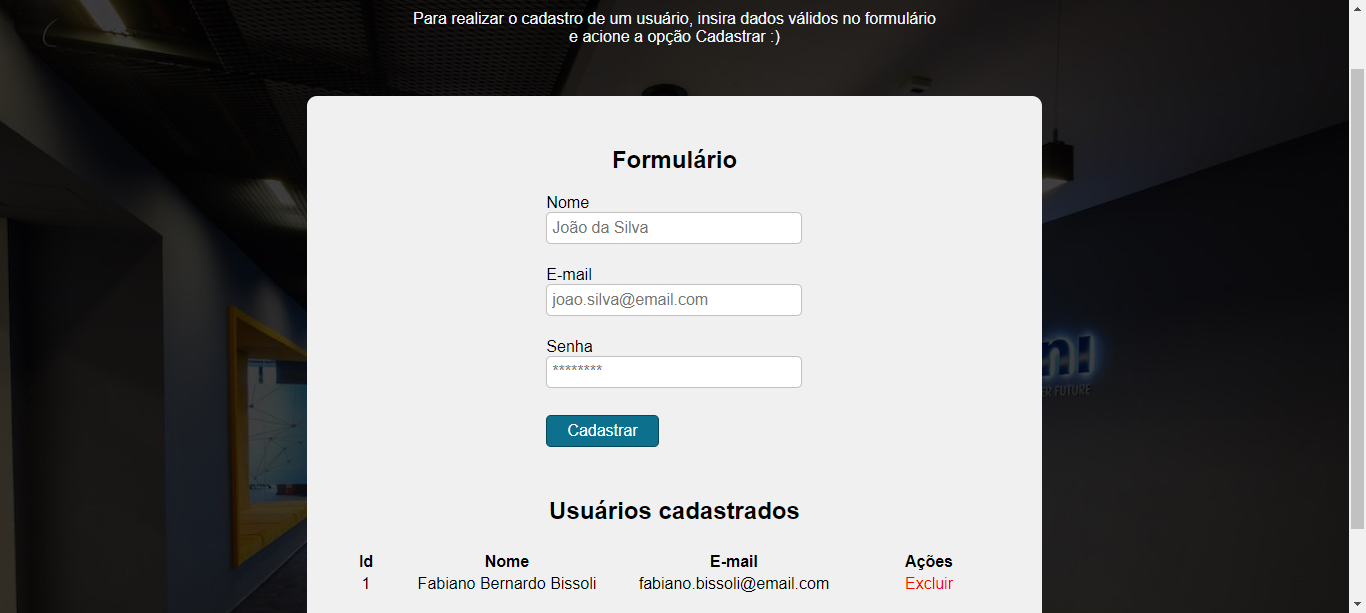 Para realizar o cadastro de um usuário, insira dados válidos no formulário
e acione a opção Cadastrar :)
Formulário
Nome
João da Silva
E-mail
joao.silva@email.com
Senha
********
Cadastrar
Usuários cadastrados
Id Nome E-mail Ações
1 Fabiano Bernardo Bissoli fabiano.bissoli@email.com Excluir
FUTURE